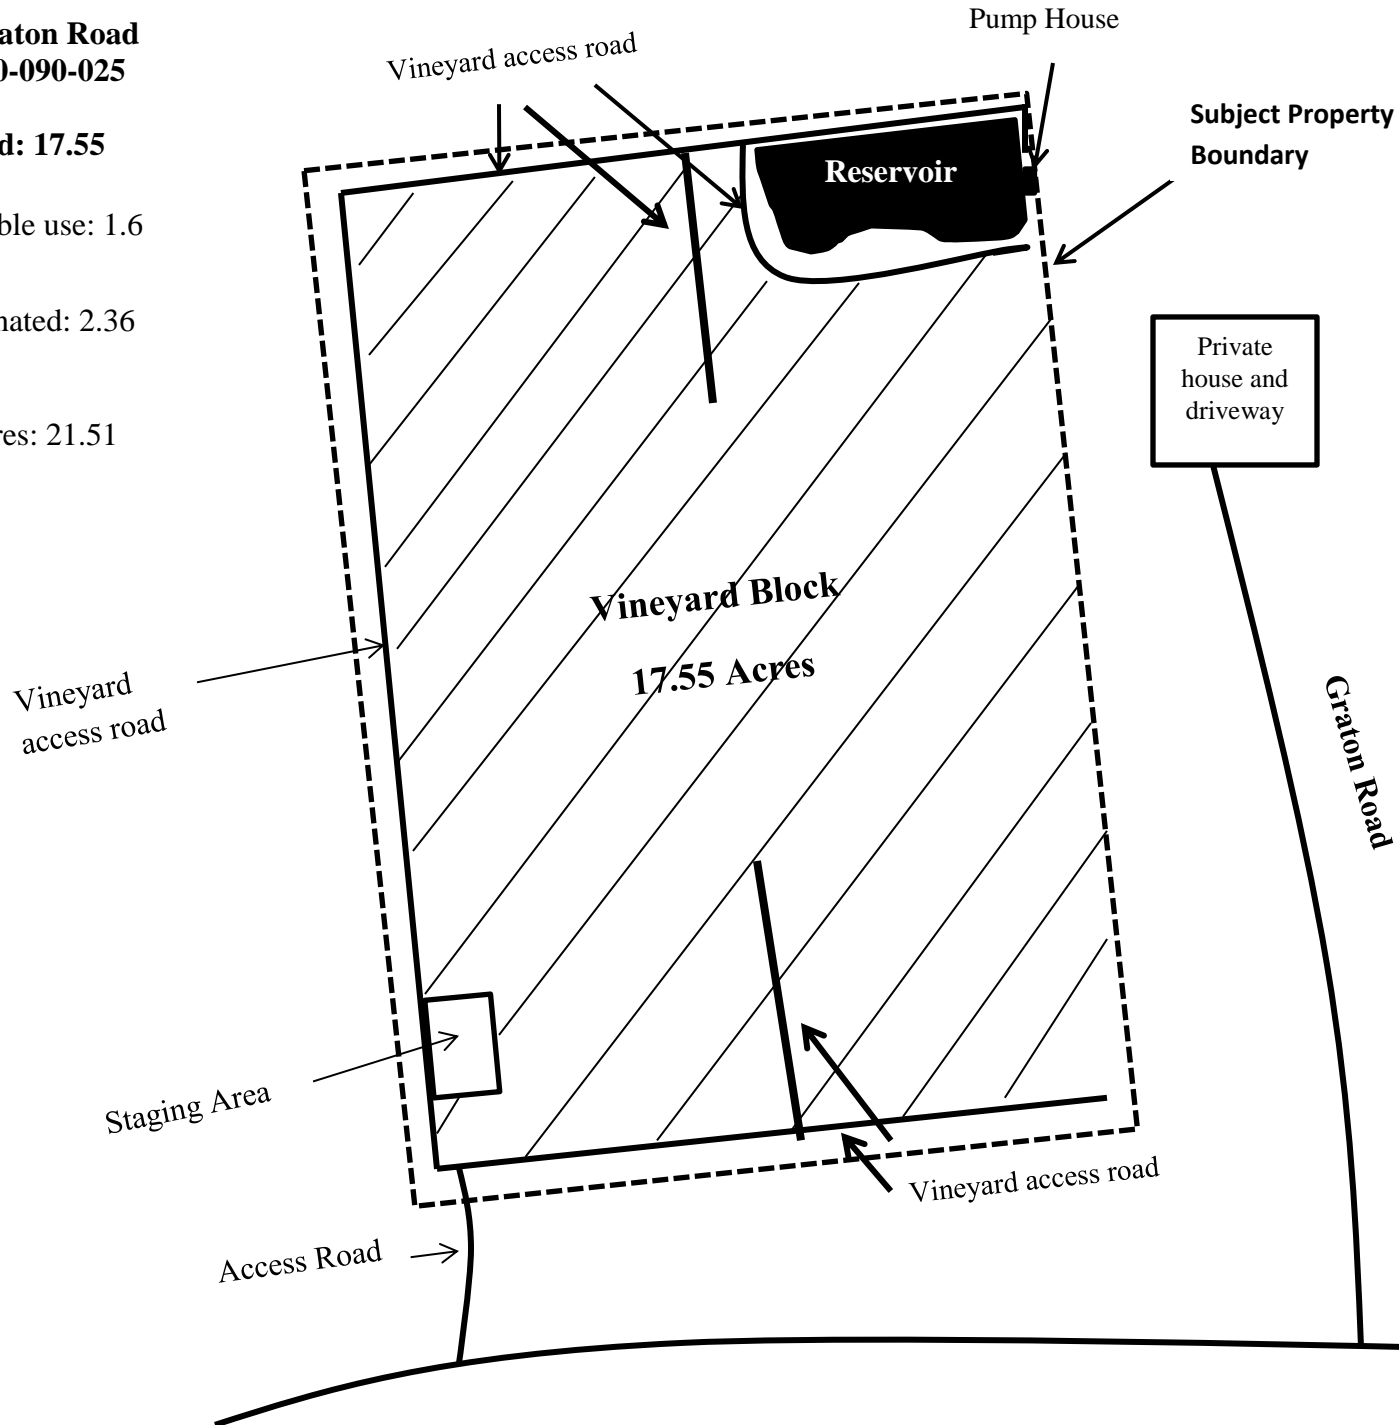 aton Road
0-090-025
d: 17.55
ble use: 1.6
nated: 2.36
res: 21.51
Vineyard access road
Pump House
Subject Property
Boundary
Reservoir
Private
house and
driveway
Vineyard Block
17.55 Acres
Vineyard
access road
Graton Road
Staging Area
Vineyard access road
Access Road